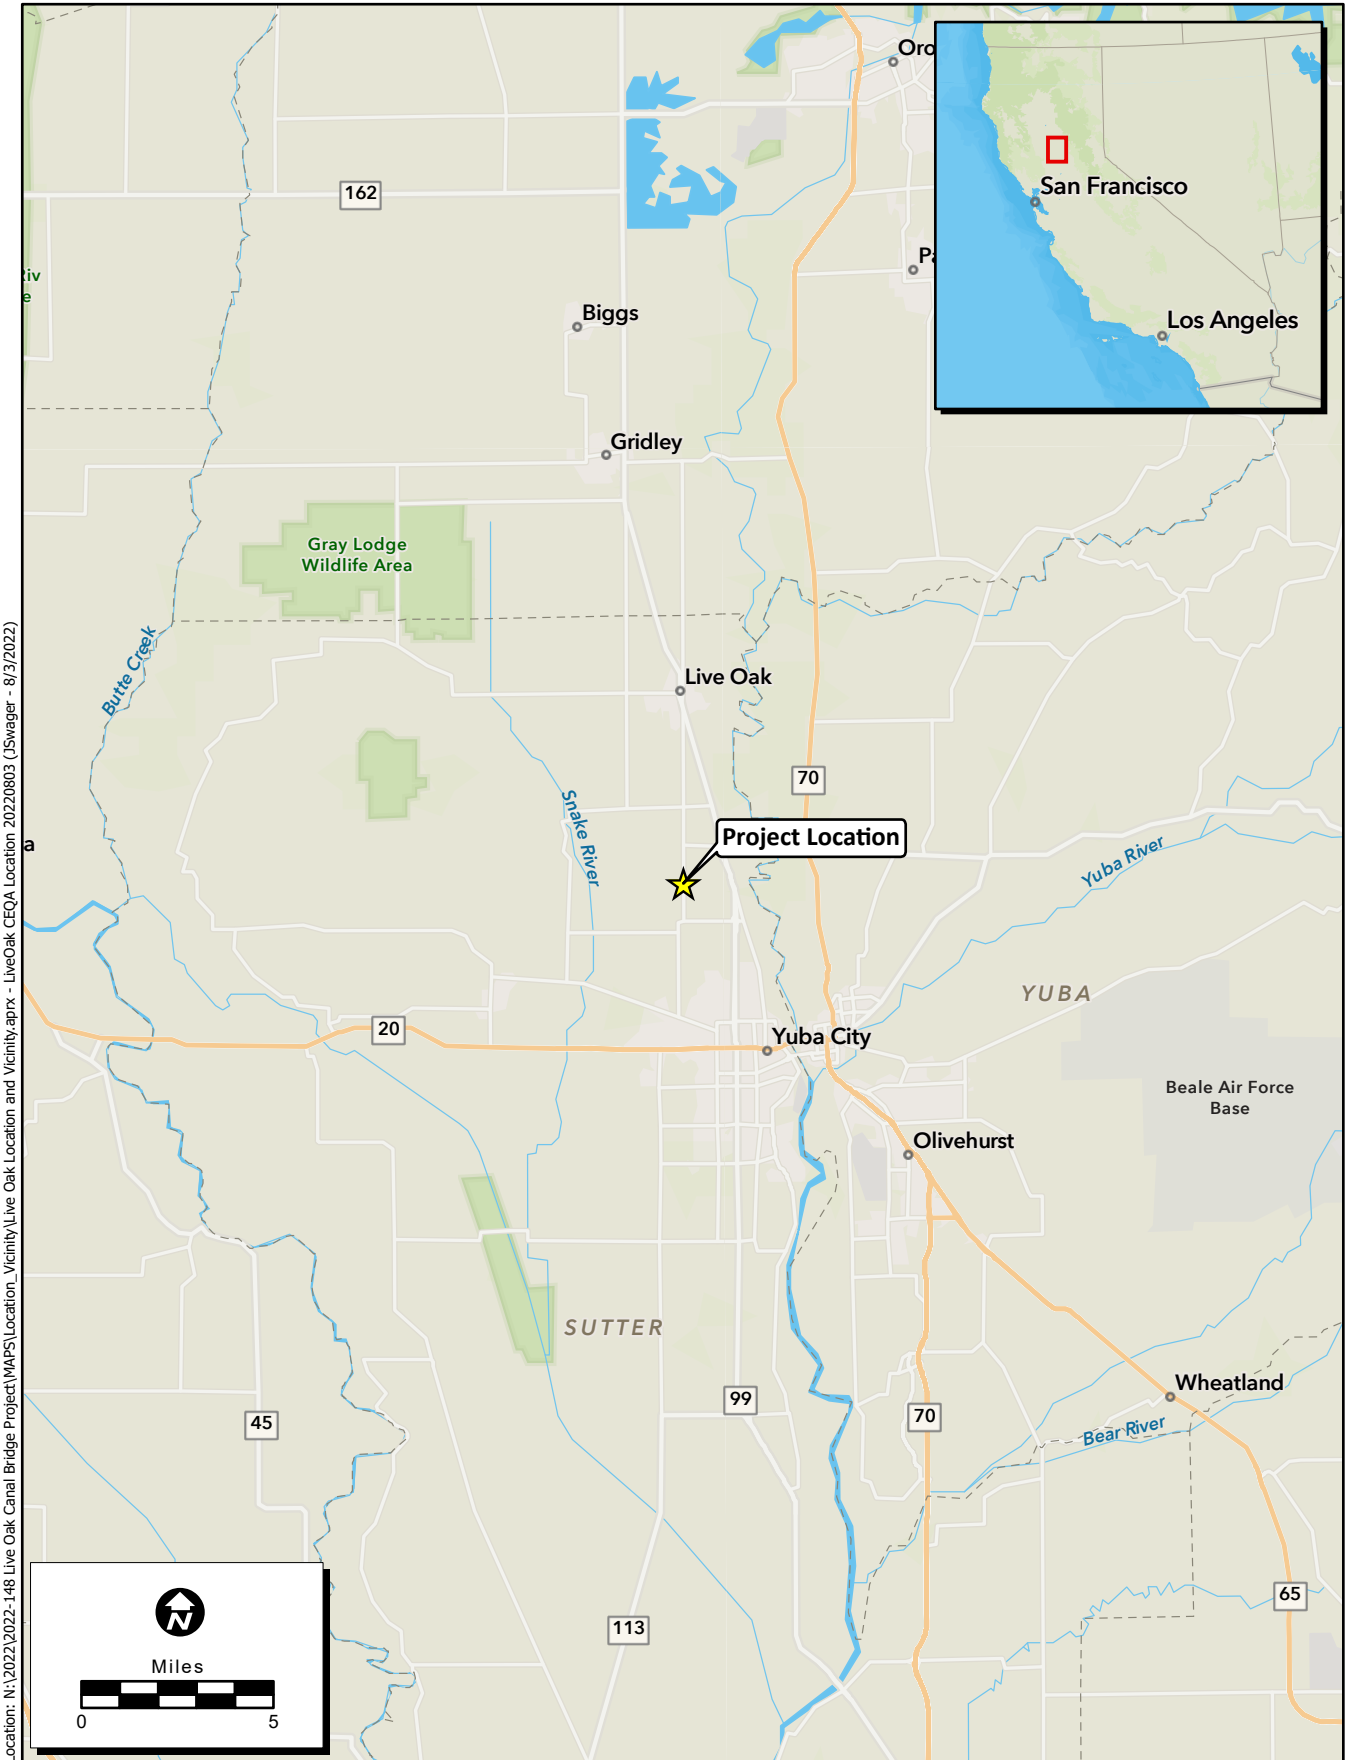 Oro
San Francisco
Los Angeles
162
Pa
Riv
e
Biggs
Gridley
Gray Lodge
Wildlife Area
Butte Creek
Live Oak
70
Snake River
a
Project Location
Yuba River
YUBA
20
Yuba City
Beale Air Force
Base
Olivehurst
SUTTER
99
Wheatland
45
70
Bear River
65
113
N
Miles
0
5
Location: N:\2022\2022-148 Live Oak Canal Bridge Project\MAPS\Location_Vicinity\Live Oak Location and Vicinity.aprx - LiveOak CEQA Location 20220803 (JSwager - 8/3/2022)